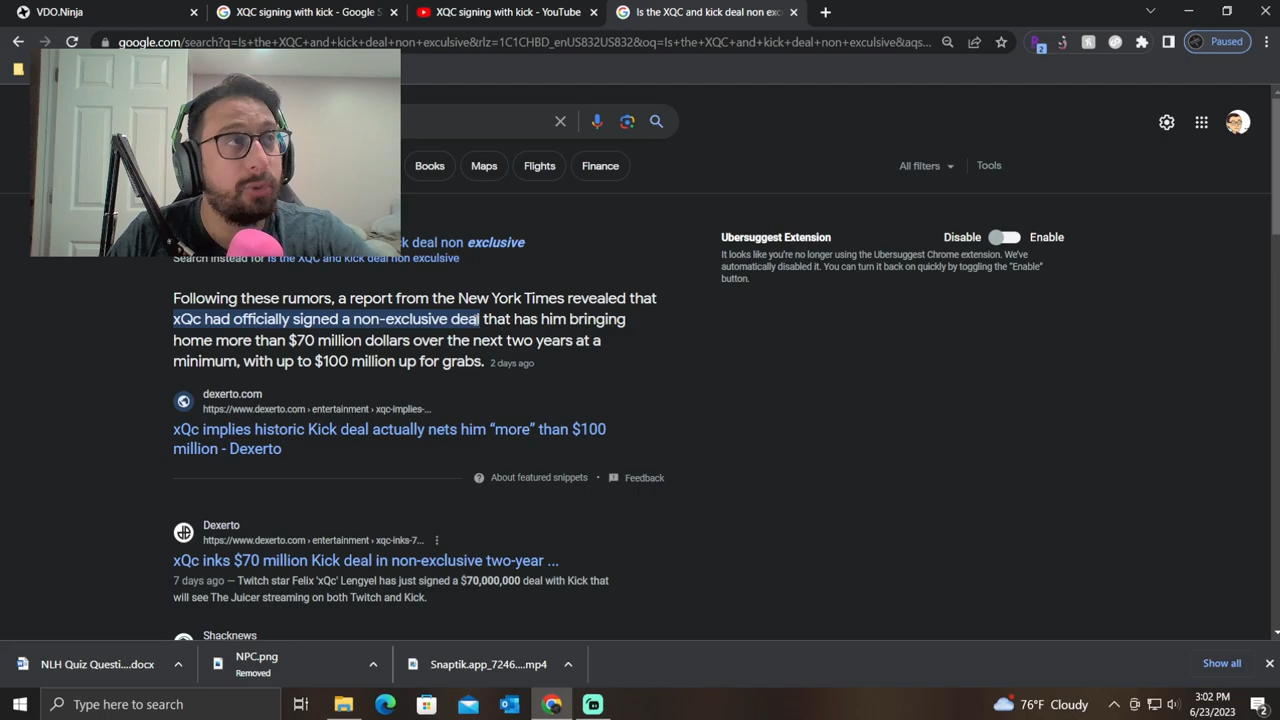 VDO.Ninja
XQC signing with kick - Google S
XQC signing with kick - YouTube
Is the XQC and kick deal non exc
google.com/search?q=Is+the+XQC+and+kick+deal+non+exculsive&rlz=1C1CHBD_enUS832US832&oq=Is+the+XQC+and+kick+deal+non+exculsive&aqs...
2
Paused
Books
Maps
Flights
Finance
All filters
Tools
ck deal non exclusive
Search instead for Is the XQC and kick deal non exculsive
Ubersuggest Extension
Disable
Enable
It looks like you're no longer using the Ubersuggest Chrome extension. We've
automatically disabled it. You can turn it back on quickly by toggling the "Enable"
button.
Following these rumors, a report from the New York Times revealed that
xQc had officially signed a non-exclusive deal that has him bringing
home more than $70 million dollars over the next two years at a
minimum, with up to $100 million up for grabs. 2 days ago
dexerto.com
https://www.dexerto.com › entertainment › xqc-implies-...
xQc implies historic Kick deal actually nets him “more” than $100
million - Dexerto
About featured snippets
•
Feedback
Dexerto
https://www.dexerto.com › entertainment › xqc-inks-7...
xQc inks $70 million Kick deal in non-exclusive two-year ...
7 days ago — Twitch star Felix 'xQc' Lengyel has just signed a $70,000,000 deal with Kick that
will see The Juicer streaming on both Twitch and Kick.
Shacknews
NLH Quiz Questi....docx
NPC.png
Removed
Snaptik.app_7246....mp4
Show all
Type here to search
76°F Cloudy
3:02 PM
6/23/2023
2